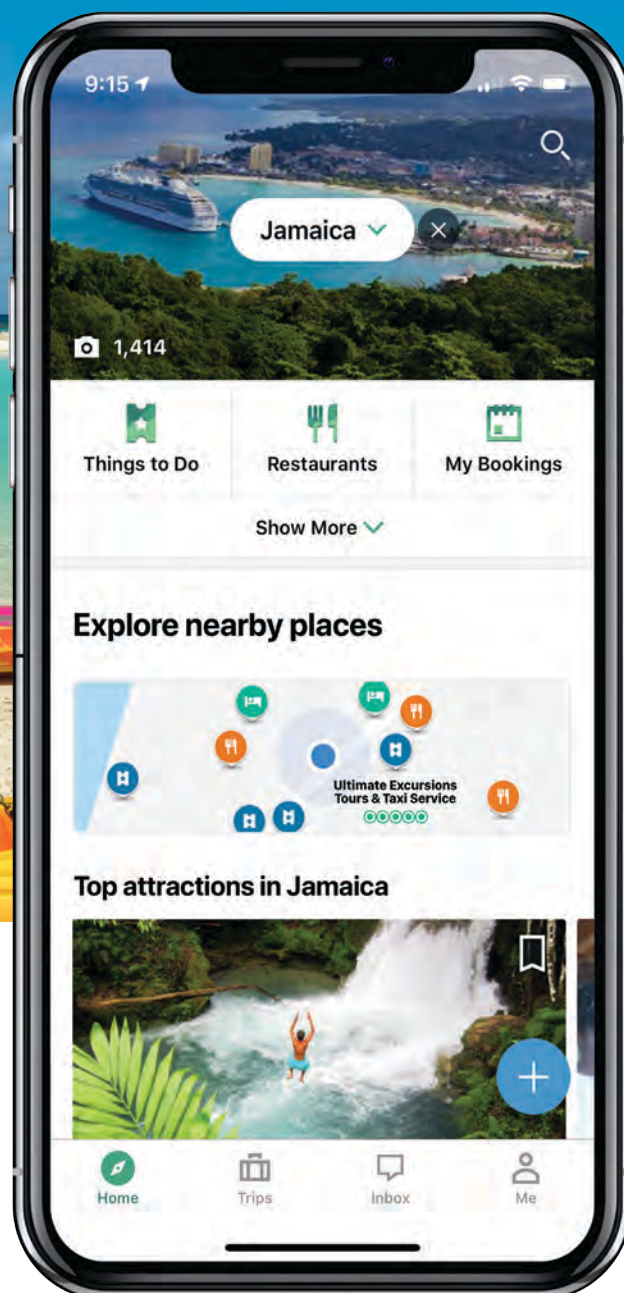 9:15
Jamaica
1,414
Things to Do
Restaurants
My Bookings
Show More
Explore nearby places
Ultimate Excursions
Tours & Taxi Service
Top attractions in Jamaica
Home
Trips
Inbox
Me